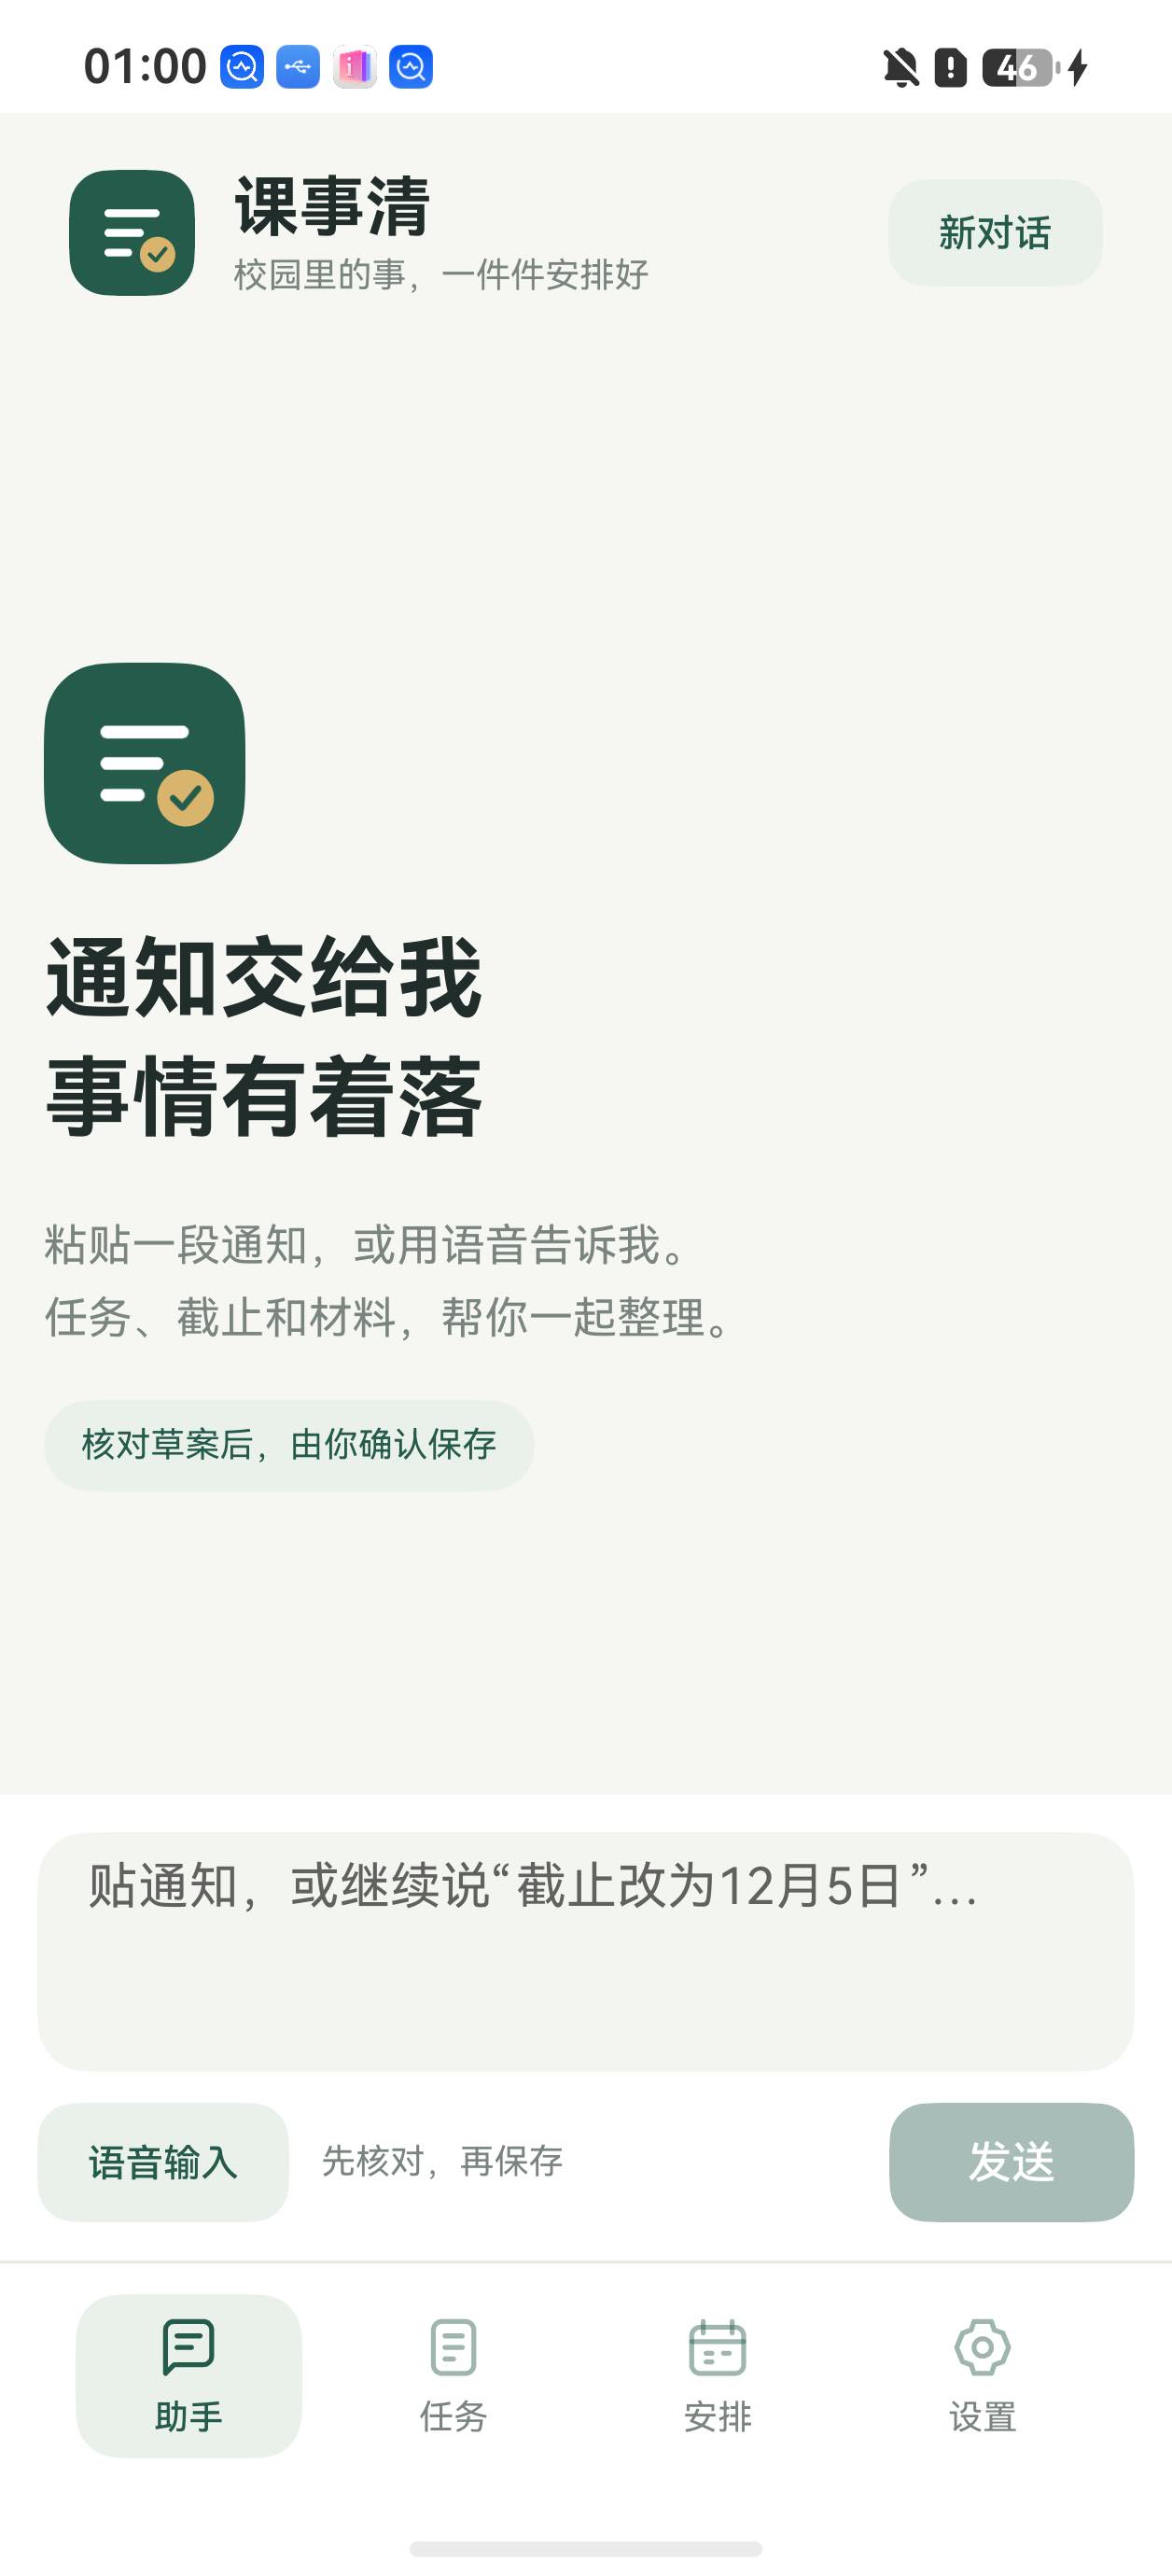 01:00
46
课事清
校园里的事，一件件安排好
新对话
通知交给我
事情有着落
粘贴一段通知，或用语音告诉我。
任务、截止和材料，帮你一起整理。
核对草案后，由你确认保存
贴通知，或继续说“截止改为12月5日”...
语音输入
先核对，再保存
发送
助手
任务
安排
设置